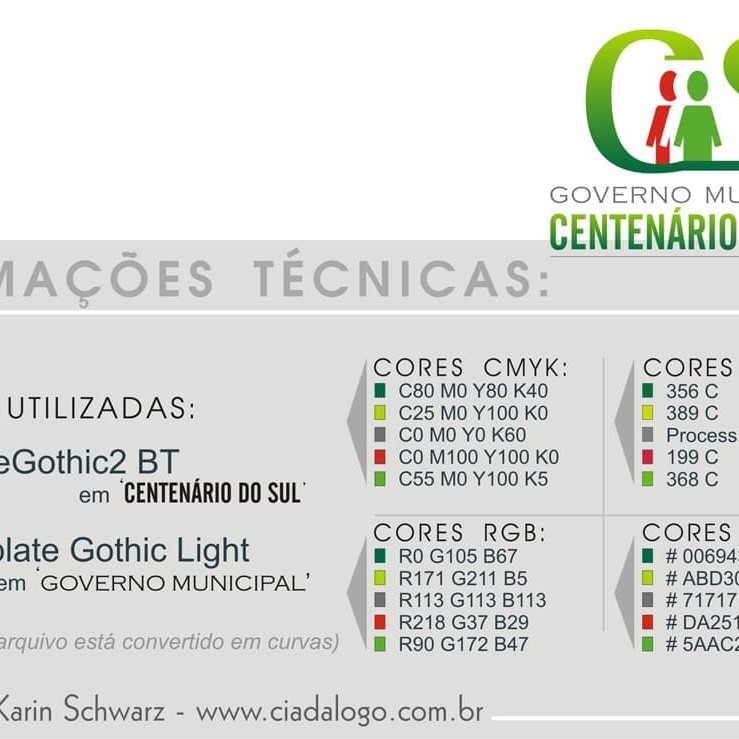 GOVERNO MU
CENTENÁRIO
MAÇÕES TÉCNICAS:
UTILIZADAS:
eGothic2 BT
em 'CENTENÁRIO DO SUL'
plate Gothic Light
em 'GOVERNO MUNICIPAL'
arquivo está convertido em curvas)
CORES CMYK:
C80 M0 Y80 K40
C25 M0 Y100 K0
C0 M0 Y0 K60
C0 M100 Y100 K0
C55 M0 Y100 K5
CORES
356 C
389 C
Process
199 C
368 C
CORES RGB:
R0 G105 B67
R171 G211 B5
R113 G113 B113
R218 G37 B29
R90 G172 B47
CORES
# 00694
# ABD30
# 71717
# DA251
# 5AAC2
Karin Schwarz - www.ciadalogo.com.br